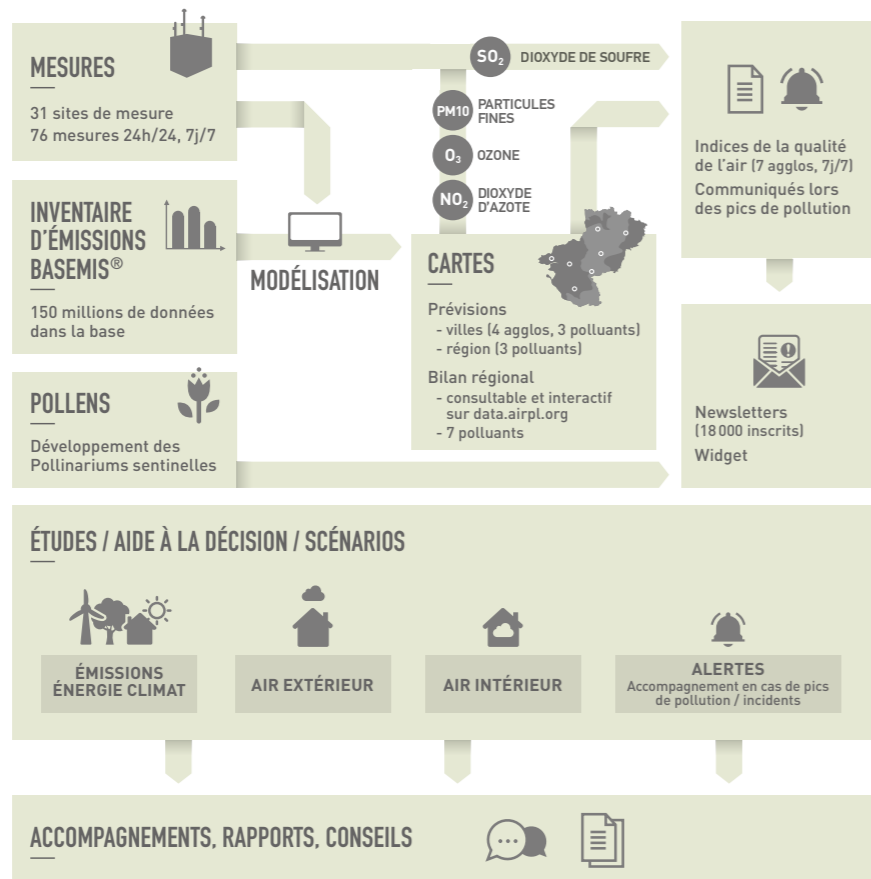 MESURES
31 sites de mesure
76 mesures 24h/24, 7j/7
SO₂ DIOXYDE DE SOUFRE
PM10 PARTICULES
FINES
O₃ OZONE
NO₂ DIOXYDE
D'AZOTE
Indices de la qualité
de l'air (7 agglos, 7j/7)
Communiqués lors
des pics de pollution
INVENTAIRE
D'ÉMISSIONS
BASEMIS®
150 millions de données
dans la base
MODÉLISATION
CARTES
Prévisions
- villes (4 agglos, 3 polluants)
- région (3 polluants)
Bilan régional
- consultable et interactif
sur data.airpl.org
- 7 polluants
Newsletters
(18 000 inscrits)
Widget
POLLENS
Développement des
Pollinariums sentinelles
ÉTUDES / AIDE À LA DÉCISION / SCÉNARIOS
ÉMISSIONS
ÉNERGIE CLIMAT
AIR EXTÉRIEUR
AIR INTÉRIEUR
ALERTES
Accompagnement en cas de pics
de pollution / incidents
ACCOMPAGNEMENTS, RAPPORTS, CONSEILS